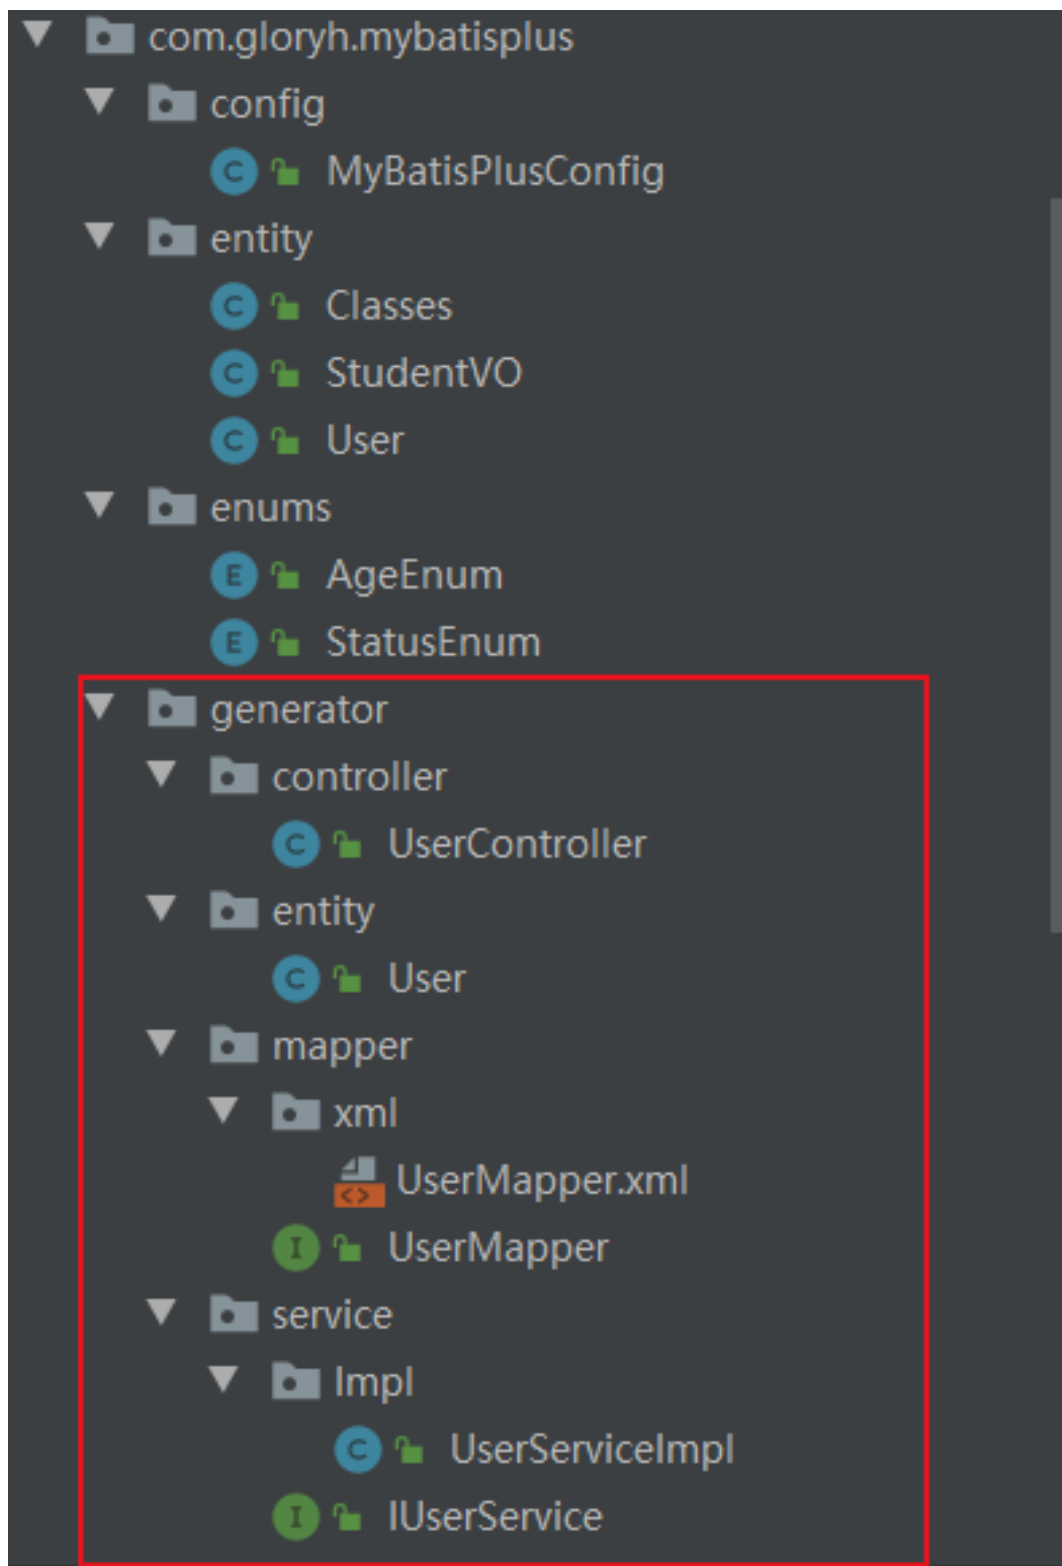 com.gloryh.mybatisplus
config
C MyBatisPlusConfig
entity
C Classes
C StudentVO
C User
enums
E AgeEnum
E StatusEnum
generator
controller
C UserController
entity
C User
mapper
xml
<> UserMapper.xml
I UserMapper
service
Impl
C UserServiceImpl
I IUserService